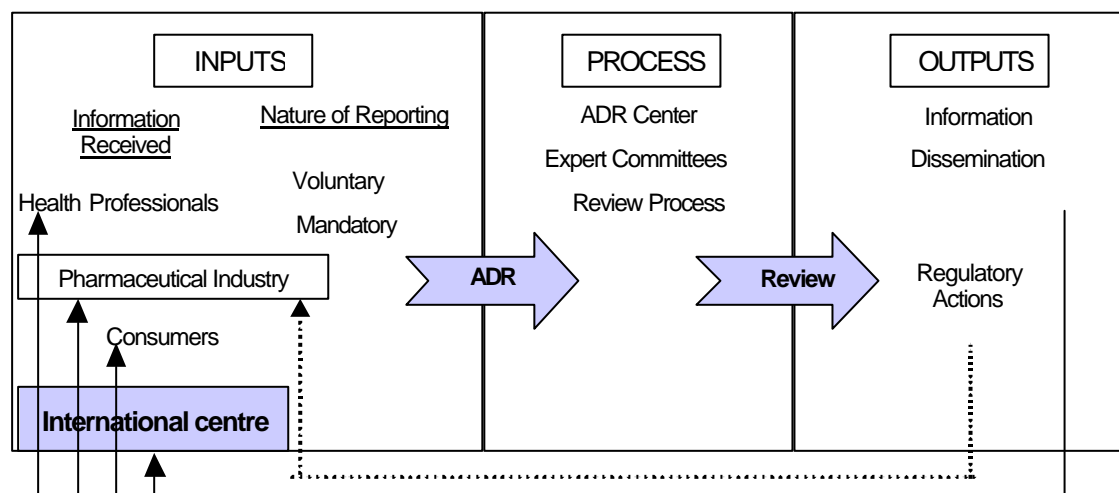 INPUTS
Information
Received
Nature of Reporting
Health Professionals
Voluntary
Mandatory
Pharmaceutical Industry
Consumers
International centre
ADR
PROCESS
ADR Center
Expert Committees
Review Process
Review
OUTPUTS
Information
Dissemination
Regulatory
Actions